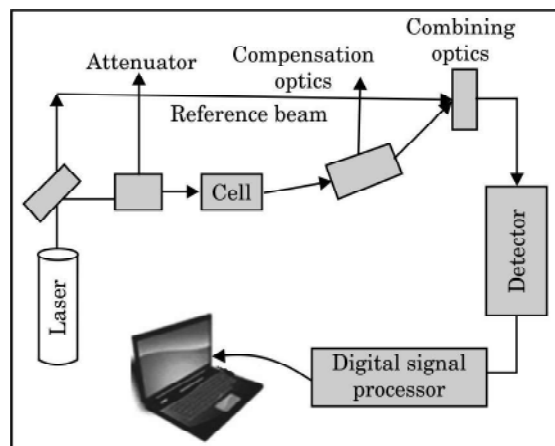 Combining
optics
Attenuator
Compensation
optics
Reference beam
Cell
Laser
Detector
Digital signal
processor